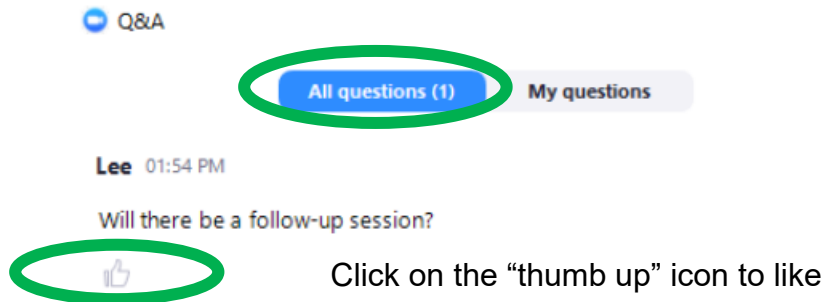 Q&A
All questions (1) My questions
Lee 01:54 PM
Will there be a follow-up session?
Click on the “thumb up” icon to like